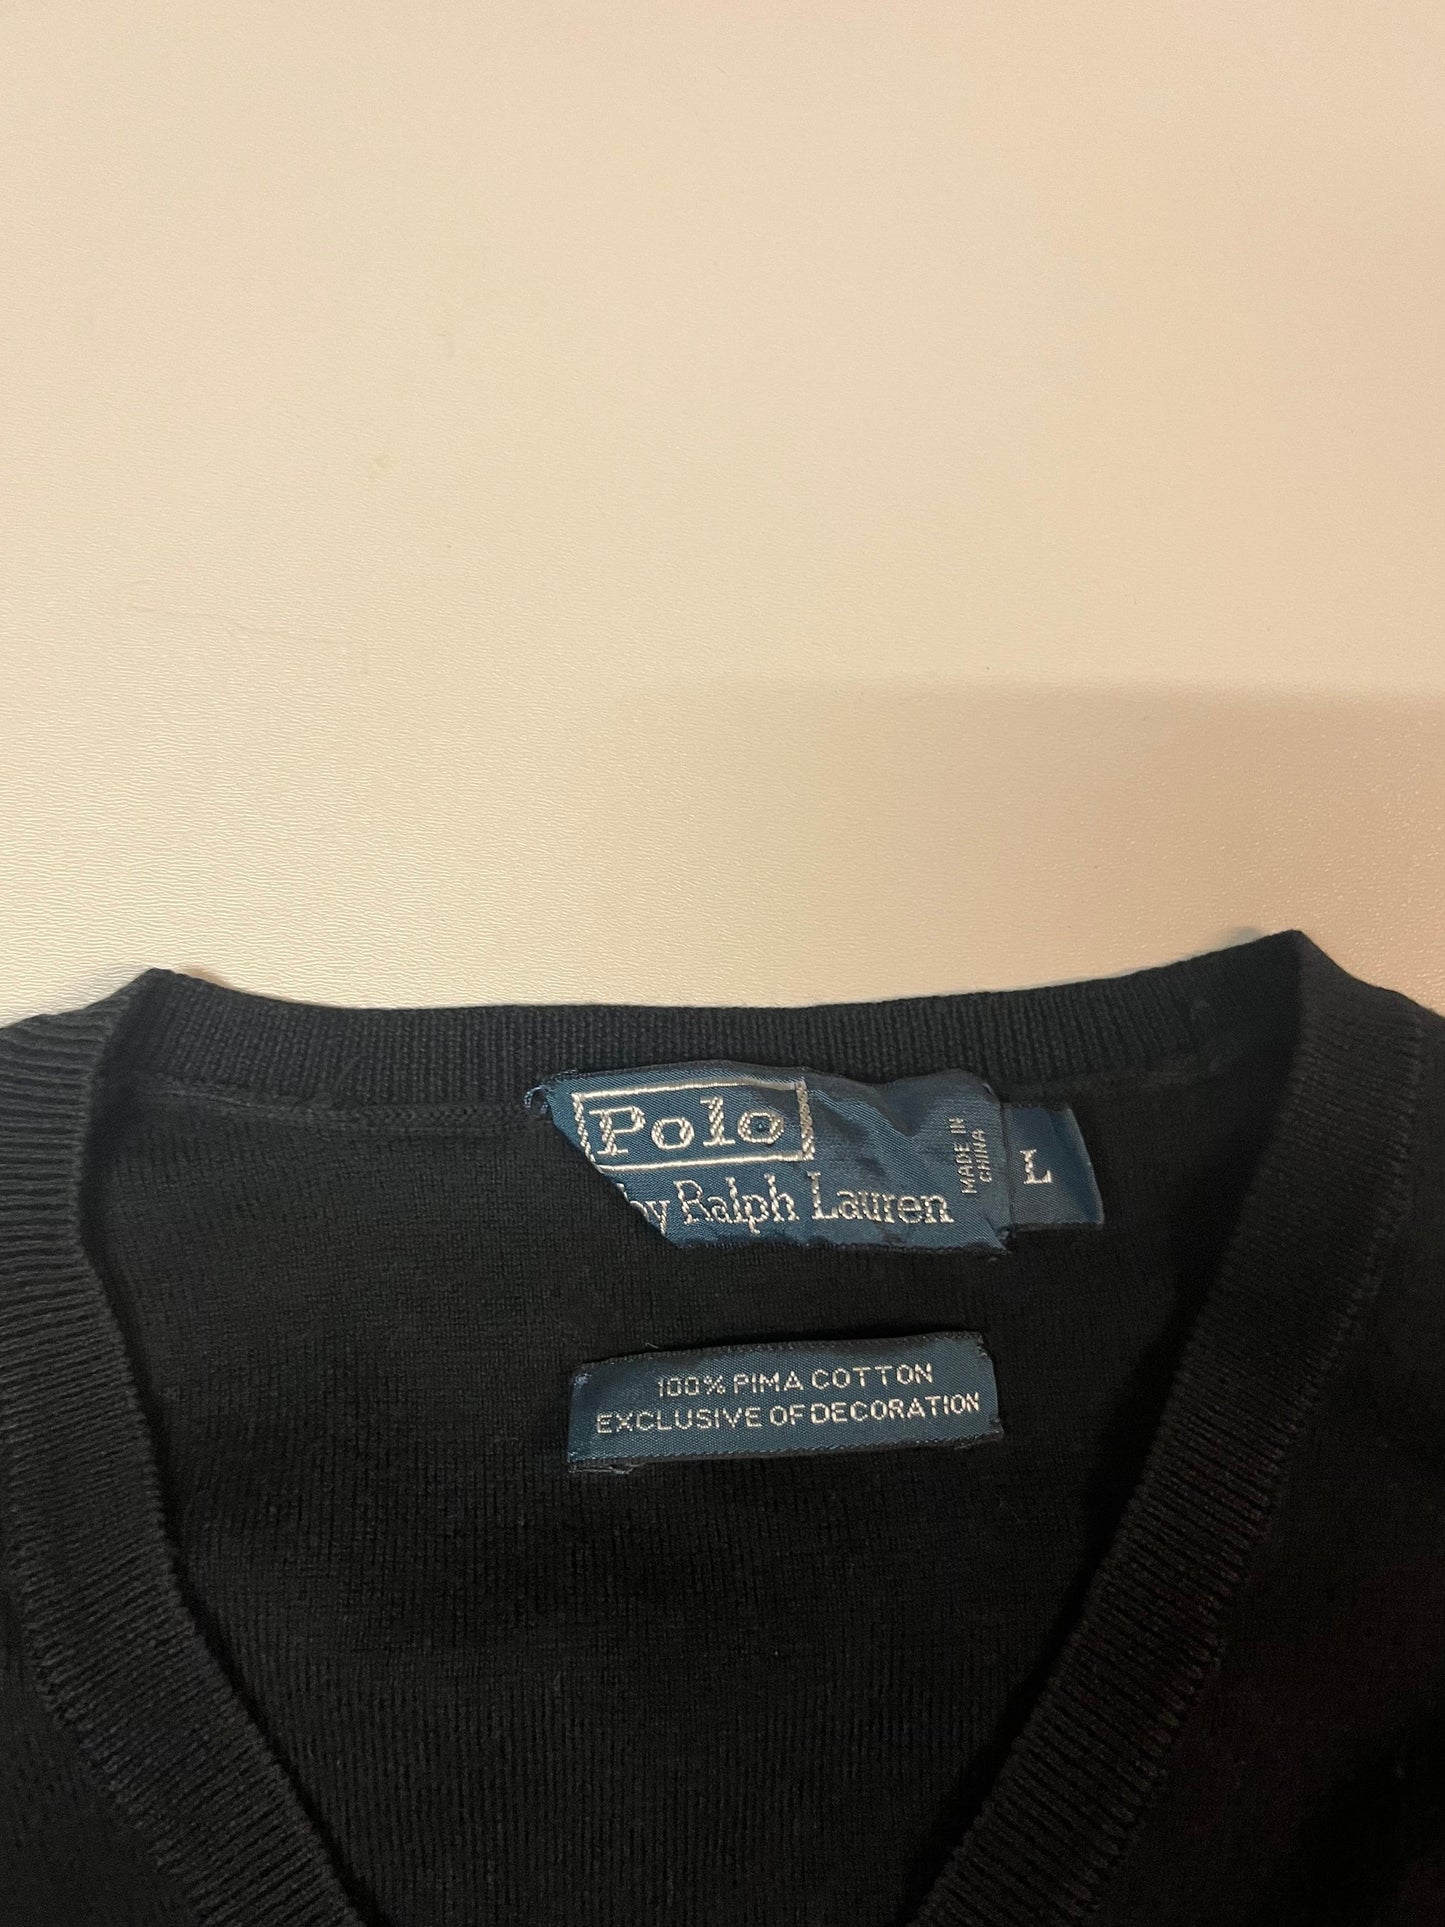 Polo
by Ralph Lauren
MADE IN
CHINA
L
100% PIMA COTTON
EXCLUSIVE OF DECORATION